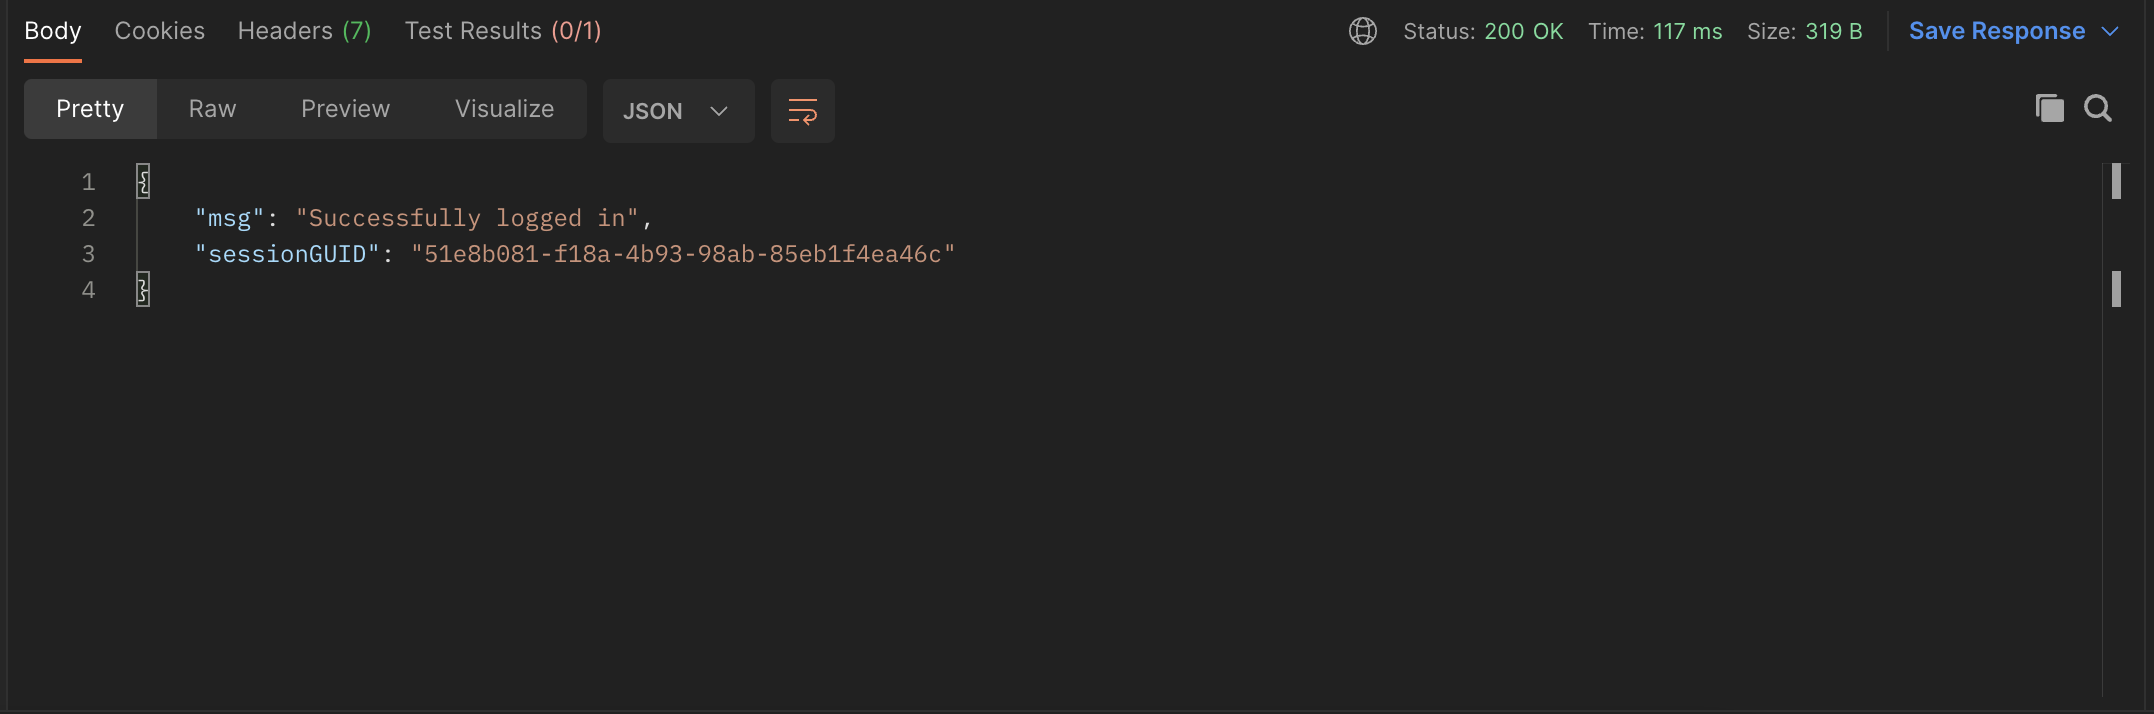 Body Cookies Headers (7) Test Results (0/1) Status: 200 OK Time: 117 ms Size: 319 B Save Response
Pretty Raw Preview Visualize JSON
1 {
2 "msg": "Successfully logged in",
3 "sessionGUID": "51e8b081-f18a-4b93-98ab-85eb1f4ea46c"
4 }